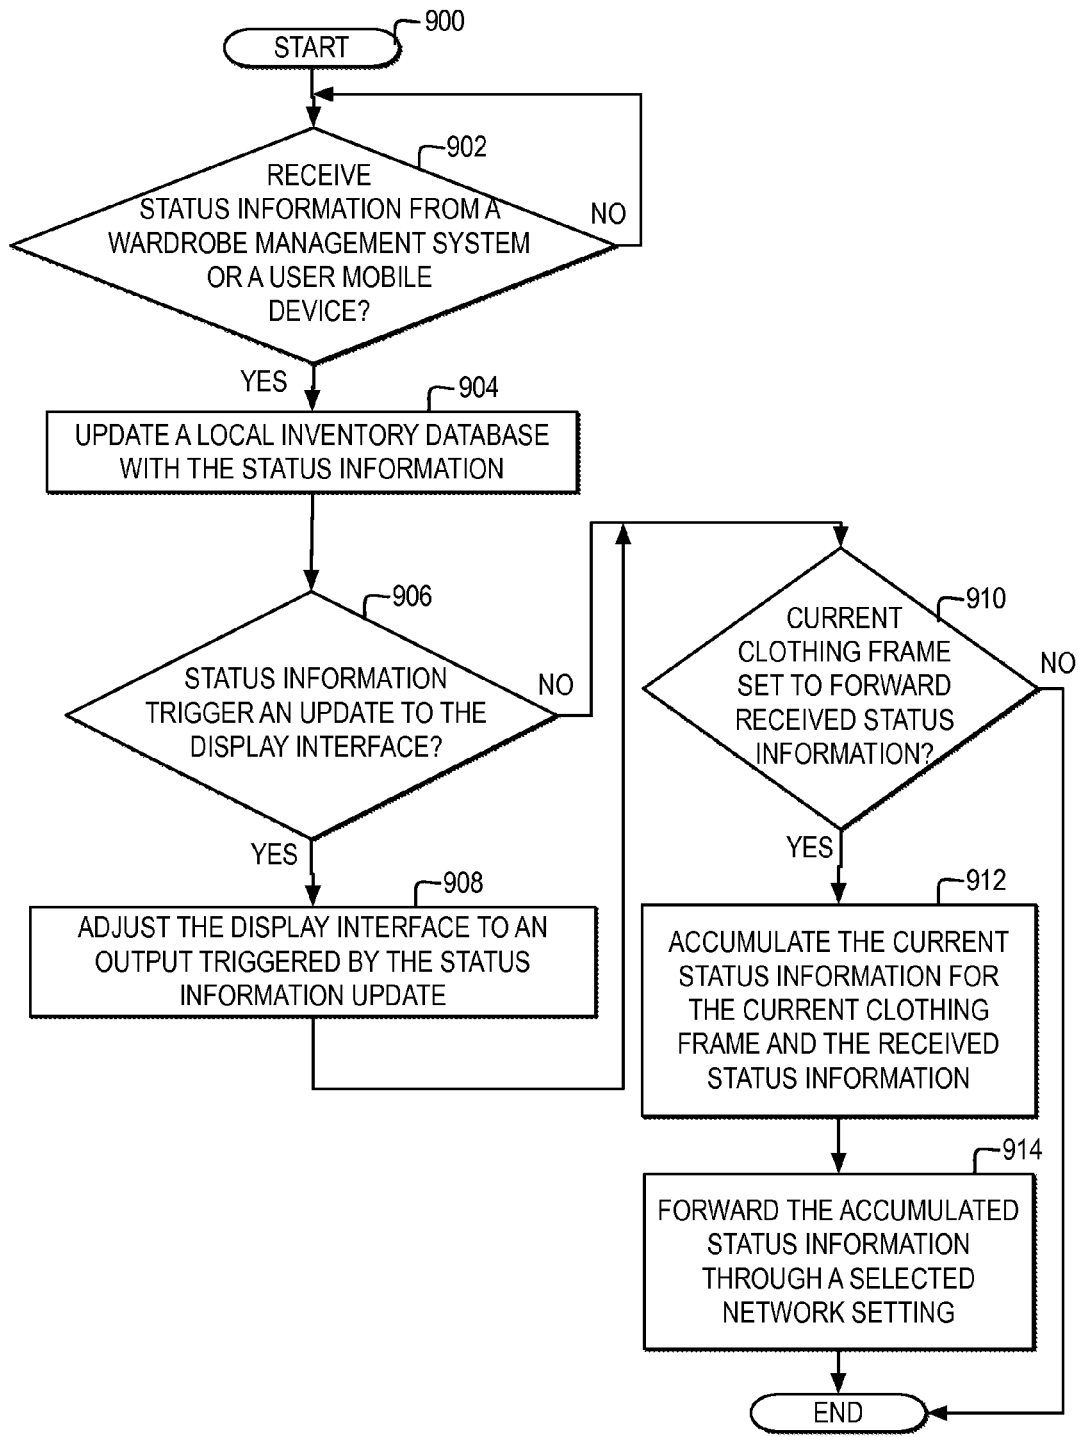 900
START
902
RECEIVE
STATUS INFORMATION FROM A
WARDROBE MANAGEMENT SYSTEM
OR A USER MOBILE
DEVICE?
NO
YES
904
UPDATE A LOCAL INVENTORY DATABASE
WITH THE STATUS INFORMATION
906
STATUS INFORMATION
TRIGGER AN UPDATE TO THE
DISPLAY INTERFACE?
NO
YES
908
ADJUST THE DISPLAY INTERFACE TO AN
OUTPUT TRIGGERED BY THE STATUS
INFORMATION UPDATE
910
CURRENT
CLOTHING FRAME
SET TO FORWARD
RECEIVED STATUS
INFORMATION?
NO
YES
912
ACCUMULATE THE CURRENT
STATUS INFORMATION FOR
THE CURRENT CLOTHING
FRAME AND THE RECEIVED
STATUS INFORMATION
914
FORWARD THE ACCUMULATED
STATUS INFORMATION
THROUGH A SELECTED
NETWORK SETTING
END